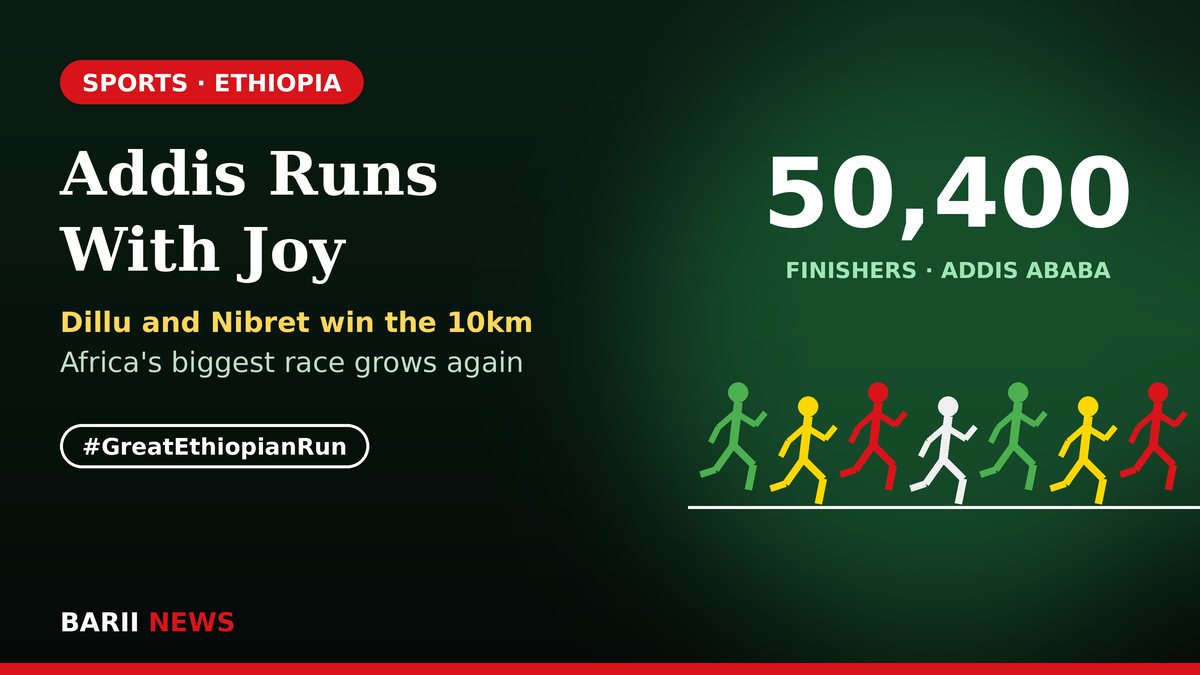 SPORTS · ETHIOPIA
Addis Runs
With Joy
Dillu and Nibret win the 10km
Africa's biggest race grows again
#GreatEthiopianRun
50,400
FINISHERS · ADDIS ABABA
BARII NEWS